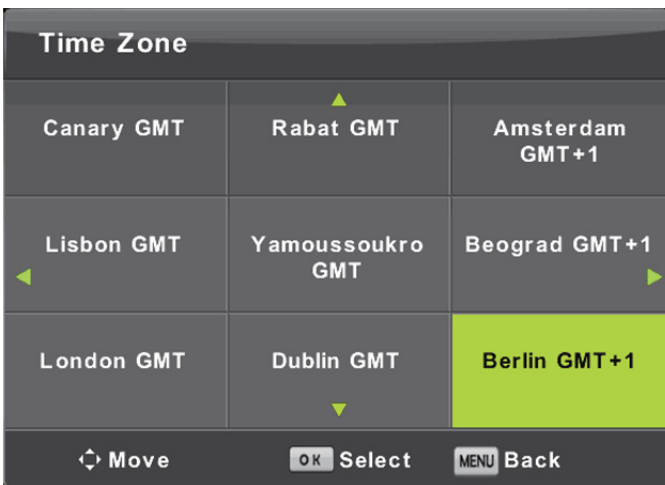 Time Zone
Canary GMT
Rabat GMT
Amsterdam
GMT+1
Lisbon GMT
Yamoussoukro
GMT
Beograd GMT+1
London GMT
Dublin GMT
Berlin GMT+1
Move
OK Select
MENU Back